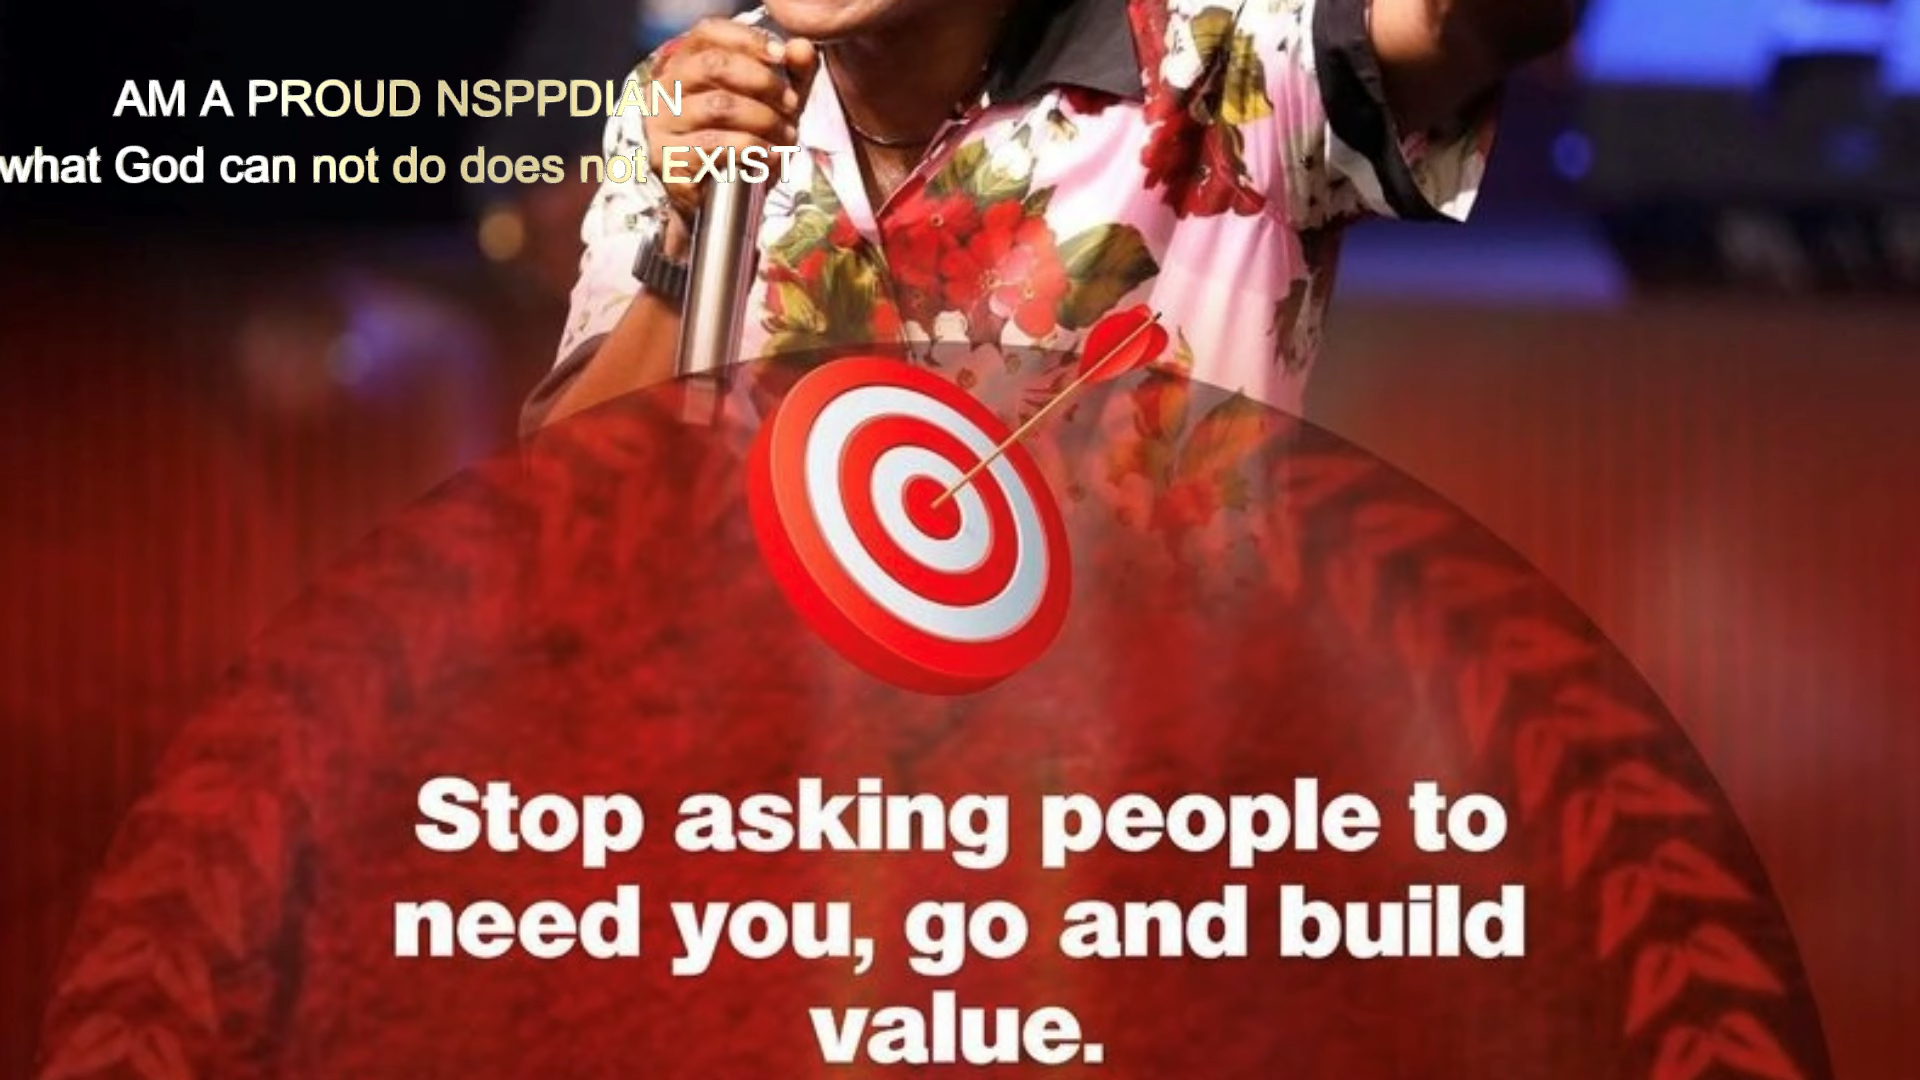 AM A PROUD NSPPDIAN
what God can not do does not EXIST
Stop asking people to
need you, go and build
value.